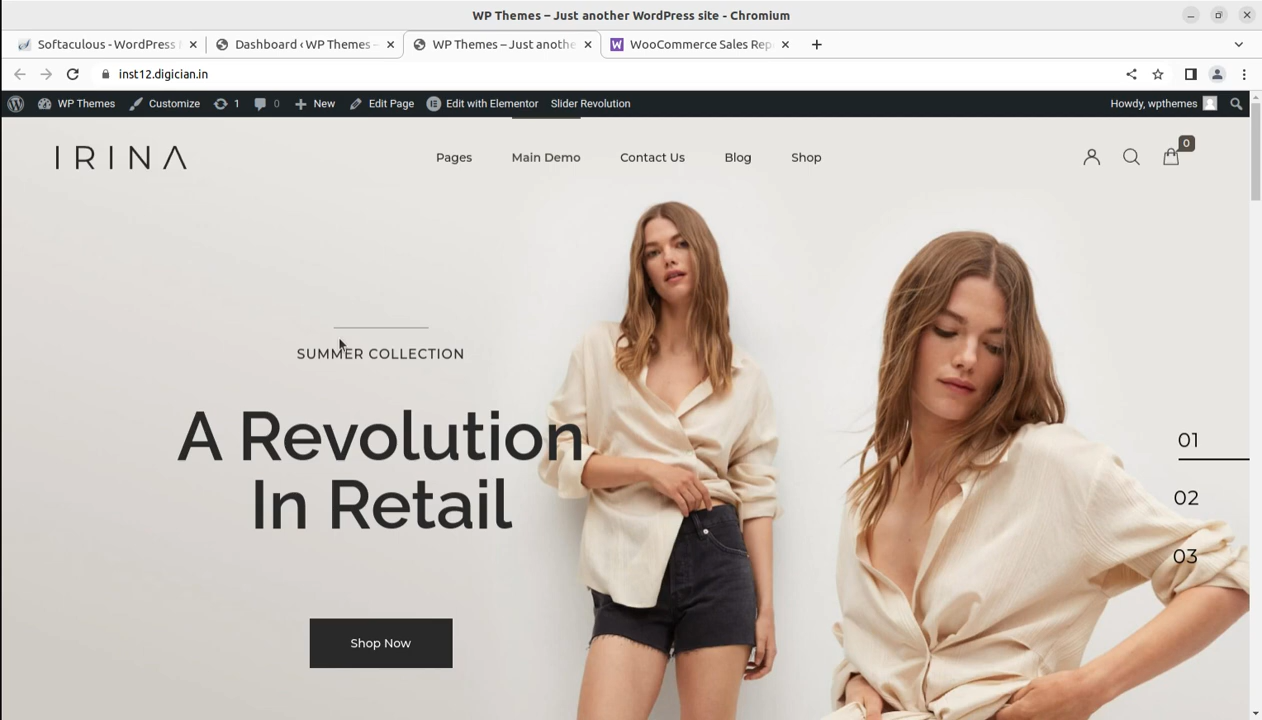 WP Themes – Just another WordPress site - Chromium
Softaculous - WordPress
Dashboard ‹ WP Themes –
WP Themes – Just anothe
WooCommerce Sales Rep
inst12.digician.in
WP Themes
Customize
1
0
New
Edit Page
Edit with Elementor
Slider Revolution
Howdy, wpthemes
IRINA
Pages
Main Demo
Contact Us
Blog
Shop
0
SUMMER COLLECTION
A Revolution
In Retail
01
02
03
Shop Now